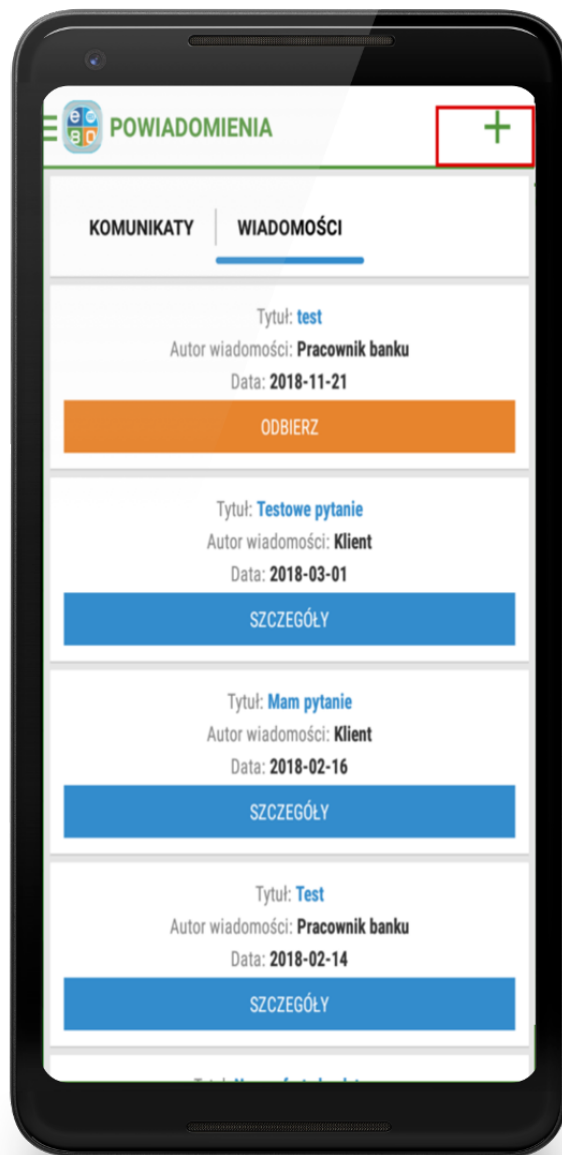 POWIADOMIENIA
KOMUNIKATY WIADOMOŚCI
Tytuł: test
Autor wiadomości: Pracownik banku
Data: 2018-11-21
ODBIERZ
Tytuł: Testowe pytanie
Autor wiadomości: Klient
Data: 2018-03-01
SZCZEGÓŁY
Tytuł: Mam pytanie
Autor wiadomości: Klient
Data: 2018-02-16
SZCZEGÓŁY
Tytuł: Test
Autor wiadomości: Pracownik banku
Data: 2018-02-14
SZCZEGÓŁY